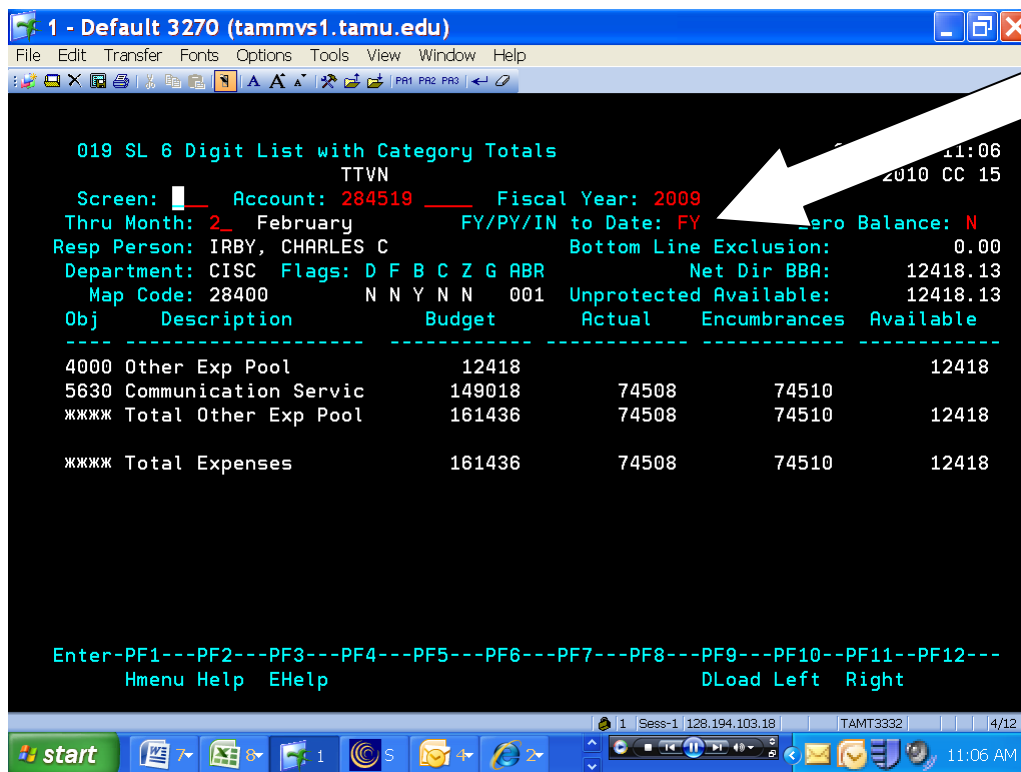 1 - Default 3270 (tammvs1.tamu.edu)
File Edit Transfer Fonts Options Tools View Window Help
PA1 PA2 PA3
019 SL 6 Digit List with Category Totals 11:06
TTVN 2010 CC 15
Screen: ___ Account: 284519 _____ Fiscal Year: 2009
Thru Month: 2_ February FY/PY/IN to Date: FY Zero Balance: N
Resp Person: IRBY, CHARLES C Bottom Line Exclusion: 0.00
Department: CISC Flags: D F B C Z G ABR Net Dir BBA: 12418.13
Map Code: 28400 N N Y N N 001 Unprotected Available: 12418.13
Obj Description Budget Actual Encumbrances Available
---- -------------------- ------------ ------------ ------------ ------------
4000 Other Exp Pool 12418 12418
5630 Communication Servic 149018 74508 74510
**** Total Other Exp Pool 161436 74508 74510 12418
**** Total Expenses 161436 74508 74510 12418
Enter-PF1---PF2---PF3---PF4---PF5---PF6---PF7---PF8---PF9---PF10--PF11--PF12---
Hmenu Help EHelp DLoad Left Right
1 Sess-1 128.194.103.18 TAMT3332 4/12
start 7 8 1 S 4 2 11:06 AM